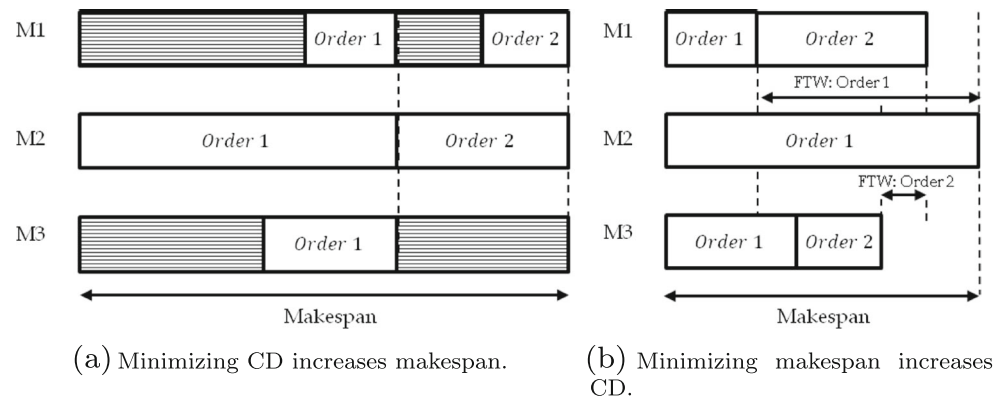 M1
Order 1
Order 2
M2
Order 1
Order 2
M3
Order 1
Makespan
(a) Minimizing CD increases makespan.
M1
Order 1
Order 2
FTW: Order 1
M2
Order 1
FTW: Order 2
M3
Order 1
Order 2
Makespan
(b) Minimizing makespan increases
CD.